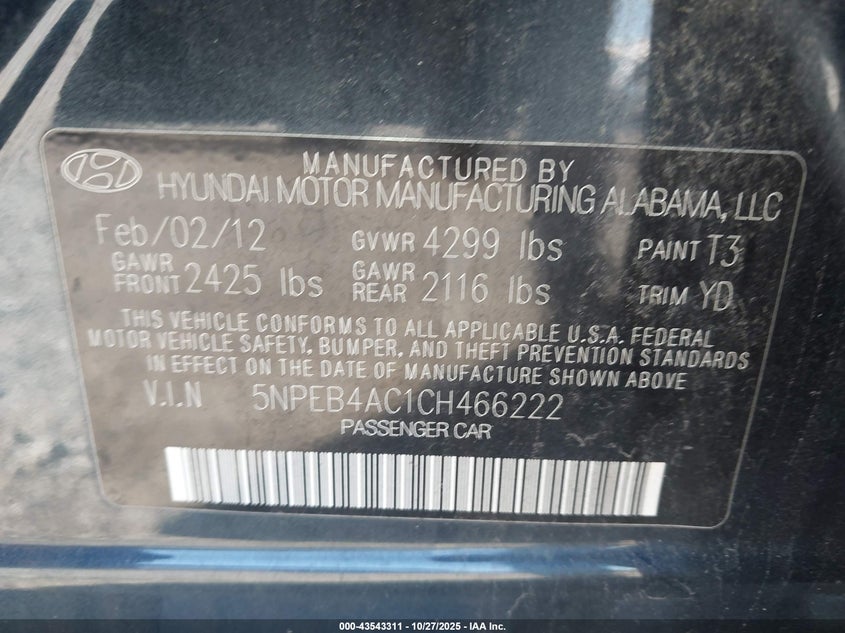 MANUFACTURED BY
HYUNDAI MOTOR MANUFACTURING ALABAMA, LLC
Feb/02/12 GVWR 4299 lbs PAINT T3
GAWR FRONT 2425 lbs GAWR REAR 2116 lbs TRIM YD
THIS VEHICLE CONFORMS TO ALL APPLICABLE U.S.A. FEDERAL
MOTOR VEHICLE SAFETY, BUMPER, AND THEFT PREVENTION STANDARDS
IN EFFECT ON THE DATE OF MANUFACTURE SHOWN ABOVE
V.I.N 5NPEB4AC1CH466222
PASSENGER CAR
000-43543311 - 10/27/2025 - IAA Inc.